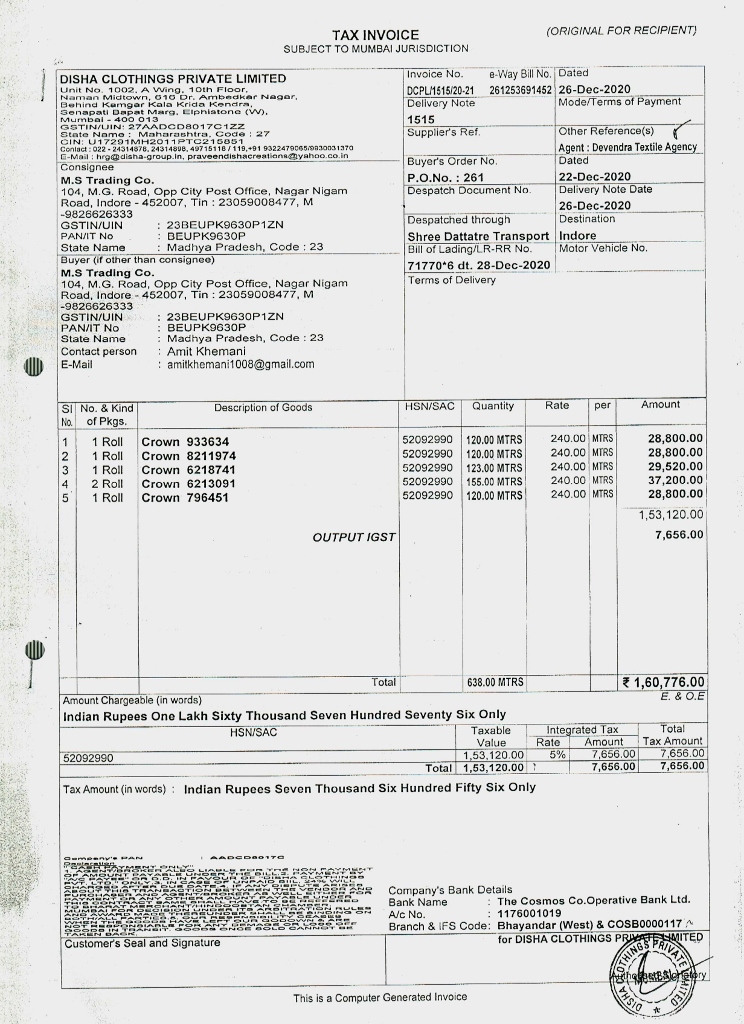 TAX INVOICE
(ORIGINAL FOR RECIPIENT)
SUBJECT TO MUMBAI JURISDICTION
DISHA CLOTHINGS PRIVATE LIMITED
Unit No. 1002, A Wing, 10th Floor,
Naman Midtown, 610 Dr. Ambedkar Nagar,
Behind Kamgar Kala Krida Kendra,
Senapati Bapat Marg, Elphistone (W),
Mumbai - 400 013
GSTIN/UIN: 27AADCD8017C1ZZ
State Name : Maharashtra, Code : 27
CIN: U17291MH2011PTC215851
Contact : 022 - 24314878, 24314898, 49715118 / 119,+91 9322479065/9930031370
E-Mail : hrg@disha-group.in, praveendishacreations@yahoo.co.in
Invoice No. e-Way Bill No.
DCPL/1515/20-21 261253691452
Dated
26-Dec-2020
Delivery Note
1515
Mode/Terms of Payment
Supplier's Ref.
Other Reference(s)
Agent : Devendra Textile Agency
Buyer's Order No.
P.O.No. : 261
Dated
22-Dec-2020
Despatch Document No.
Delivery Note Date
26-Dec-2020
Despatched through
Shree Dattatre Transport
Destination
Indore
Bill of Lading/LR-RR No.
71770*6 dt. 28-Dec-2020
Motor Vehicle No.
Terms of Delivery
Consignee
M.S Trading Co.
104, M.G. Road, Opp City Post Office, Nagar Nigam
Road, Indore - 452007, Tin : 23059008477, M
-9826626333
GSTIN/UIN : 23BEUPK9630P1ZN
PAN/IT No : BEUPK9630P
State Name : Madhya Pradesh, Code : 23
Buyer (if other than consignee)
M.S Trading Co.
104, M.G. Road, Opp City Post Office, Nagar Nigam
Road, Indore - 452007, Tin : 23059008477, M
-9826626333
GSTIN/UIN : 23BEUPK9630P1ZN
PAN/IT No : BEUPK9630P
State Name : Madhya Pradesh, Code : 23
Contact person : Amit Khemani
E-Mail : amitkhemani1008@gmail.com
Sl No. & Kind Description of Goods HSN/SAC Quantity Rate per Amount
No. of Pkgs.
1 1 Roll Crown 933634 52092990 120.00 MTRS 240.00 MTRS 28,800.00
2 1 Roll Crown 8211974 52092990 120.00 MTRS 240.00 MTRS 28,800.00
3 1 Roll Crown 6218741 52092990 123.00 MTRS 240.00 MTRS 29,520.00
4 2 Roll Crown 6213091 52092990 155.00 MTRS 240.00 MTRS 37,200.00
5 1 Roll Crown 796451 52092990 120.00 MTRS 240.00 MTRS 28,800.00
1,53,120.00
OUTPUT IGST 7,656.00
Total 638.00 MTRS ₹ 1,60,776.00
Amount Chargeable (in words) E. & O.E
Indian Rupees One Lakh Sixty Thousand Seven Hundred Seventy Six Only
HSN/SAC Taxable Integrated Tax Total
Value Rate Amount Tax Amount
52092990 1,53,120.00 5% 7,656.00 7,656.00
Total 1,53,120.00 7,656.00 7,656.00
Tax Amount (in words) : Indian Rupees Seven Thousand Six Hundred Fifty Six Only
Company's PAN : AADCD8017C
Declaration
"CASH PAYMENT ONLY"
Company's Bank Details
Bank Name : The Cosmos Co.Operative Bank Ltd.
A/c No. : 1176001019
Branch & IFS Code: Bhayandar (West) & COSB0000117
Customer's Seal and Signature
for DISHA CLOTHINGS PRIVATE LIMITED
Authorised Signatory
DISHA CLOTHINGS PRIVATE LIMITED
This is a Computer Generated Invoice